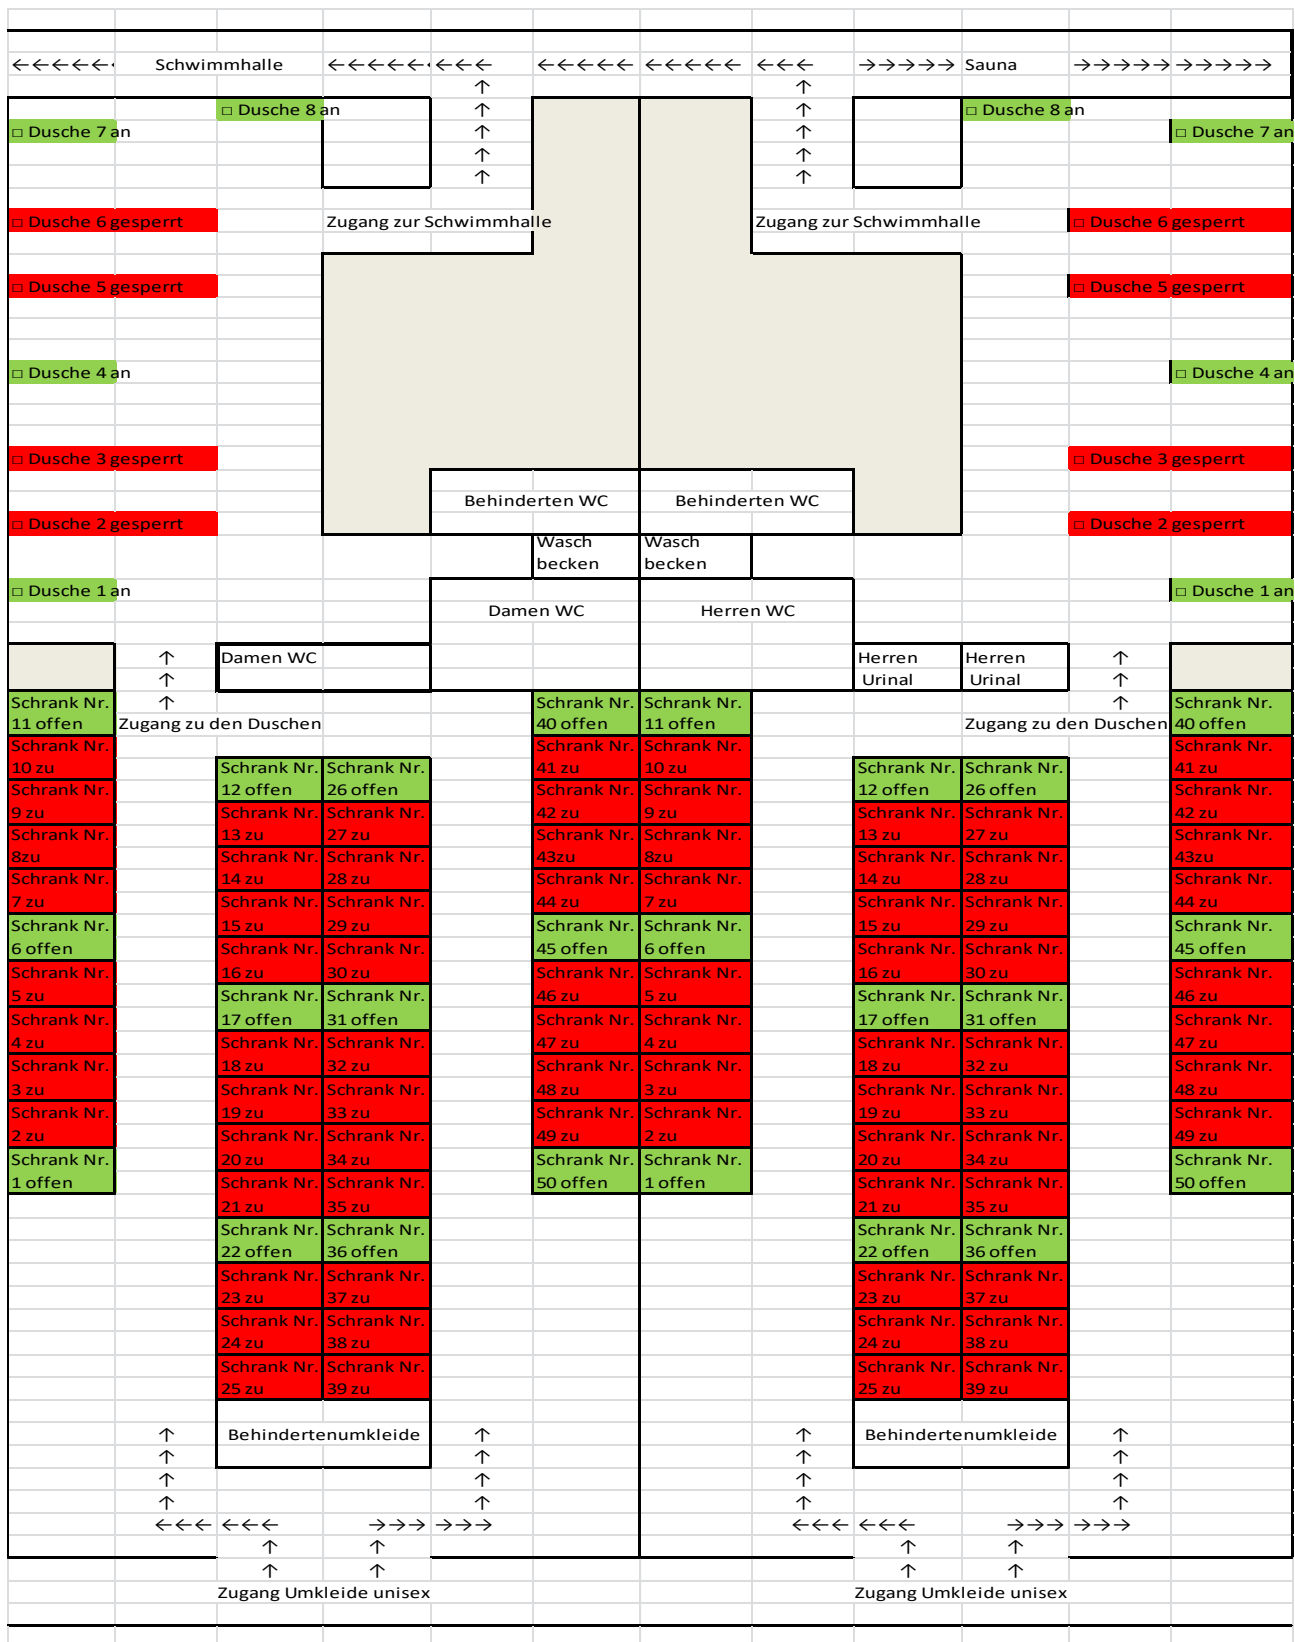 ←←←←←← Schwimmhalle ←←←←←← ←←← ←←←←← ←←←←← ←←← →→→→→ Sauna →→→→→ →→→→→
↑ ↑
□ Dusche 8 an ↑ ↑ □ Dusche 8 an
□ Dusche 7 an ↑ ↑ □ Dusche 7 an
↑ ↑
↑ ↑
□ Dusche 6 gesperrt Zugang zur Schwimmhalle Zugang zur Schwimmhalle □ Dusche 6 gesperrt
□ Dusche 5 gesperrt □ Dusche 5 gesperrt
□ Dusche 4 an □ Dusche 4 an
□ Dusche 3 gesperrt □ Dusche 3 gesperrt
Behinderten WC Behinderten WC
□ Dusche 2 gesperrt □ Dusche 2 gesperrt
Wasch Wasch
becken becken
□ Dusche 1 an □ Dusche 1 an
Damen WC Herren WC
↑ Damen WC Herren Herren ↑
↑ Urinal Urinal ↑
Schrank Nr. ↑ Schrank Nr. Schrank Nr. ↑ Schrank Nr.
11 offen Zugang zu den Duschen 40 offen 11 offen Zugang zu den Duschen 40 offen
Schrank Nr. Schrank Nr. Schrank Nr. Schrank Nr.
10 zu 41 zu 10 zu 41 zu
Schrank Nr. Schrank Nr. Schrank Nr. Schrank Nr.
12 offen 26 offen 12 offen 26 offen
Schrank Nr. Schrank Nr. Schrank Nr. Schrank Nr.
9 zu 42 zu 9 zu 42 zu
Schrank Nr. Schrank Nr. Schrank Nr. Schrank Nr.
13 zu 27 zu 13 zu 27 zu
Schrank Nr. Schrank Nr. Schrank Nr. Schrank Nr.
8zu 43zu 8zu 43zu
Schrank Nr. Schrank Nr. Schrank Nr. Schrank Nr.
14 zu 28 zu 14 zu 28 zu
Schrank Nr. Schrank Nr. Schrank Nr. Schrank Nr.
7 zu 44 zu 7 zu 44 zu
Schrank Nr. Schrank Nr. Schrank Nr. Schrank Nr.
15 zu 29 zu 15 zu 29 zu
Schrank Nr. Schrank Nr. Schrank Nr. Schrank Nr.
6 offen 45 offen 6 offen 45 offen
Schrank Nr. Schrank Nr. Schrank Nr. Schrank Nr.
16 zu 30 zu 16 zu 30 zu
Schrank Nr. Schrank Nr. Schrank Nr. Schrank Nr.
5 zu 46 zu 5 zu 46 zu
Schrank Nr. Schrank Nr. Schrank Nr. Schrank Nr.
17 offen 31 offen 17 offen 31 offen
Schrank Nr. Schrank Nr. Schrank Nr. Schrank Nr.
4 zu 47 zu 4 zu 47 zu
Schrank Nr. Schrank Nr. Schrank Nr. Schrank Nr.
18 zu 32 zu 18 zu 32 zu
Schrank Nr. Schrank Nr. Schrank Nr. Schrank Nr.
3 zu 48 zu 3 zu 48 zu
Schrank Nr. Schrank Nr. Schrank Nr. Schrank Nr.
19 zu 33 zu 19 zu 33 zu
Schrank Nr. Schrank Nr. Schrank Nr. Schrank Nr.
2 zu 49 zu 2 zu 49 zu
Schrank Nr. Schrank Nr. Schrank Nr. Schrank Nr.
20 zu 34 zu 20 zu 34 zu
Schrank Nr. Schrank Nr. Schrank Nr. Schrank Nr.
1 offen 50 offen 1 offen 50 offen
Schrank Nr. Schrank Nr. Schrank Nr. Schrank Nr.
21 zu 35 zu 21 zu 35 zu
Schrank Nr. Schrank Nr. Schrank Nr. Schrank Nr.
22 offen 36 offen 22 offen 36 offen
Schrank Nr. Schrank Nr. Schrank Nr. Schrank Nr.
23 zu 37 zu 23 zu 37 zu
Schrank Nr. Schrank Nr. Schrank Nr. Schrank Nr.
24 zu 38 zu 24 zu 38 zu
Schrank Nr. Schrank Nr. Schrank Nr. Schrank Nr.
25 zu 39 zu 25 zu 39 zu
↑ Behindertenumkleide ↑ ↑ Behindertenumkleide ↑
↑ ↑ ↑ ↑
↑ ↑ ↑ ↑
↑ ↑ ↑ ↑
←←← ←←← →→→ →→→ ←←← ←←← →→→ →→→
↑ ↑ ↑ ↑
↑ ↑ ↑ ↑
Zugang Umkleide unisex Zugang Umkleide unisex